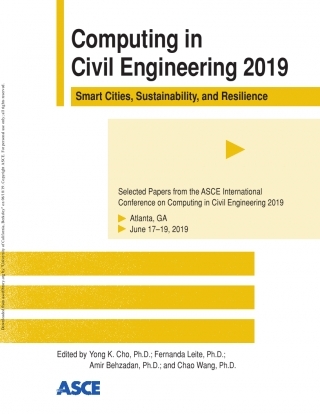 Computing in
Civil Engineering 2019
Smart Cities, Sustainability, and Resilience
Selected Papers from the ASCE International
Conference on Computing in Civil Engineering 2019
Atlanta, GA
June 17–19, 2019
Edited by Yong K. Cho, Ph.D.; Fernanda Leite, Ph.D.;
Amir Behzadan, Ph.D.; and Chao Wang, Ph.D.
ASCE